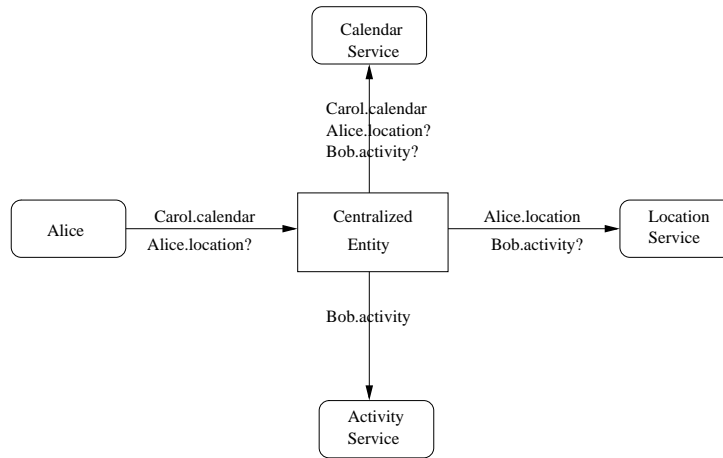 Calendar
Service
Carol.calendar
Alice.location?
Bob.activity?
Alice
Carol.calendar
Alice.location?
Centralized
Entity
Alice.location
Bob.activity?
Location
Service
Bob.activity
Activity
Service